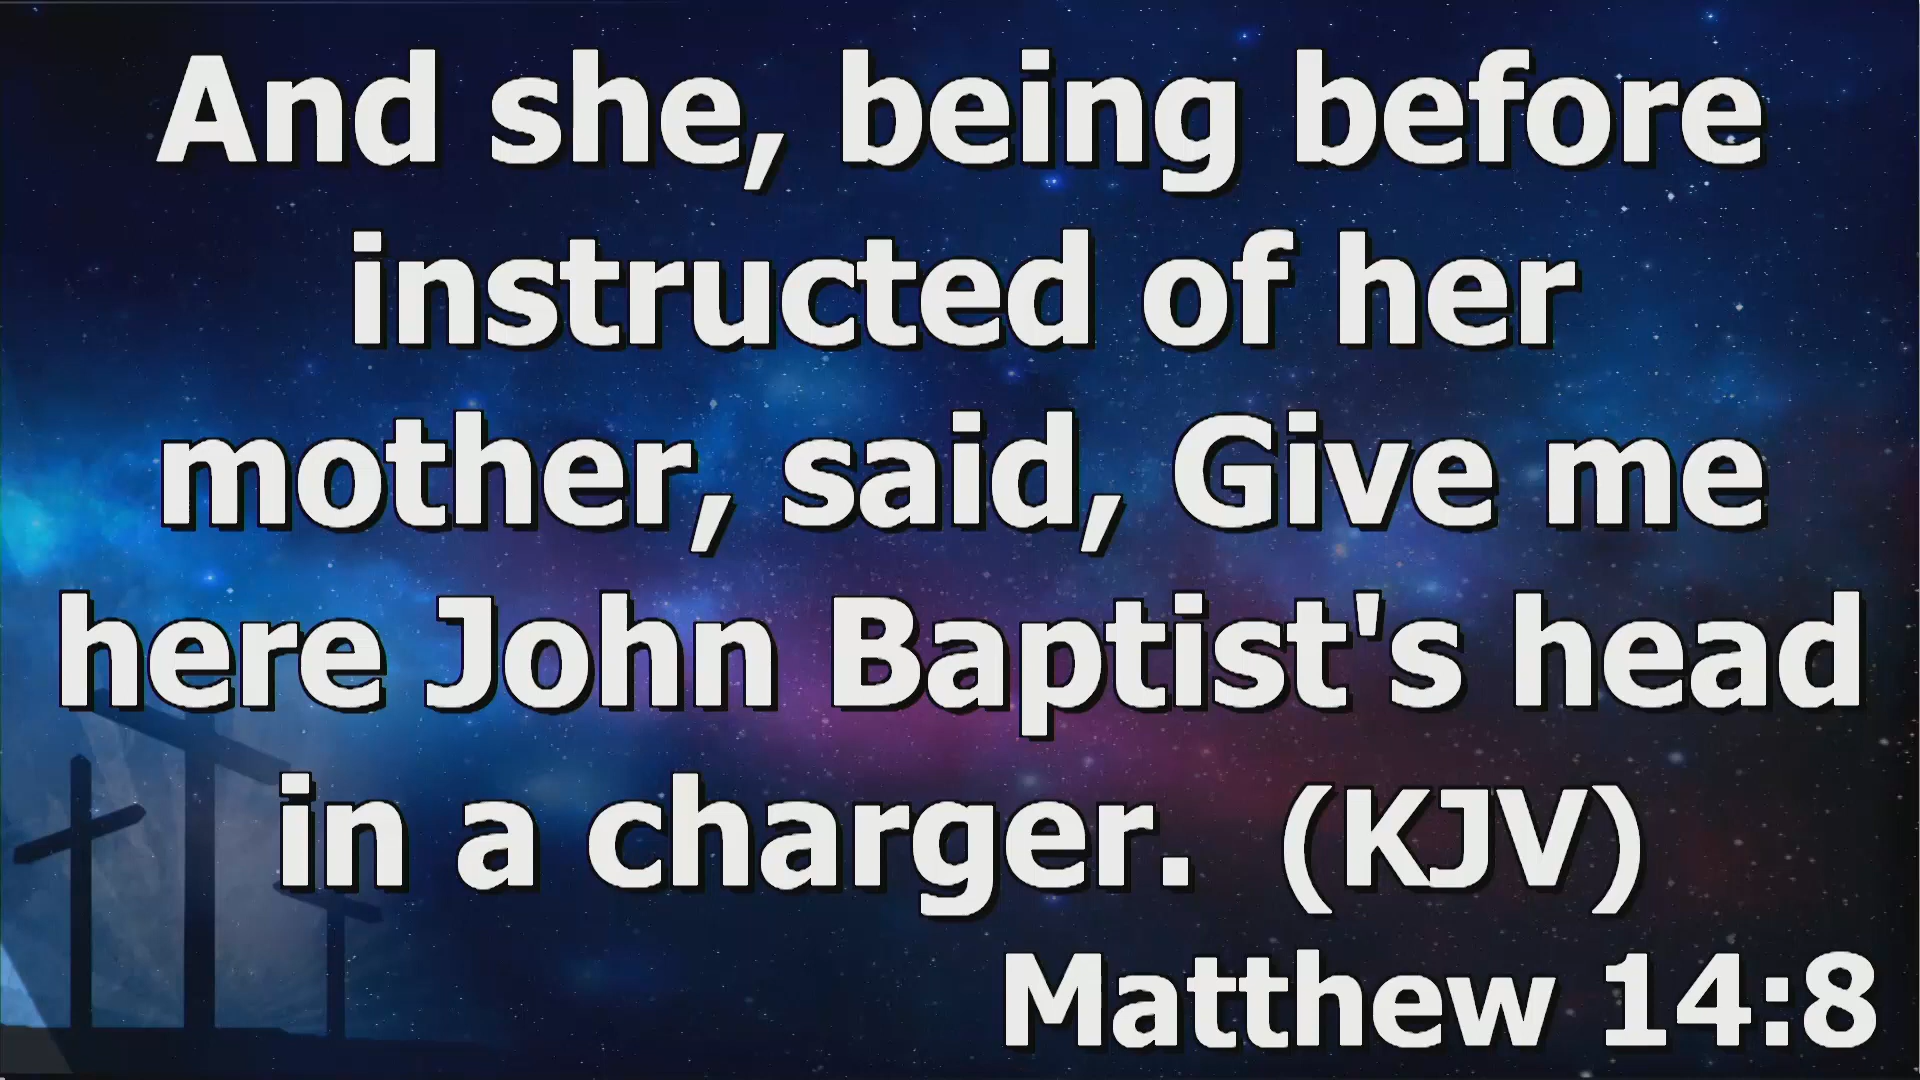 And she, being before
instructed of her
mother, said, Give me
here John Baptist's head
in a charger.  (KJV)
Matthew 14:8